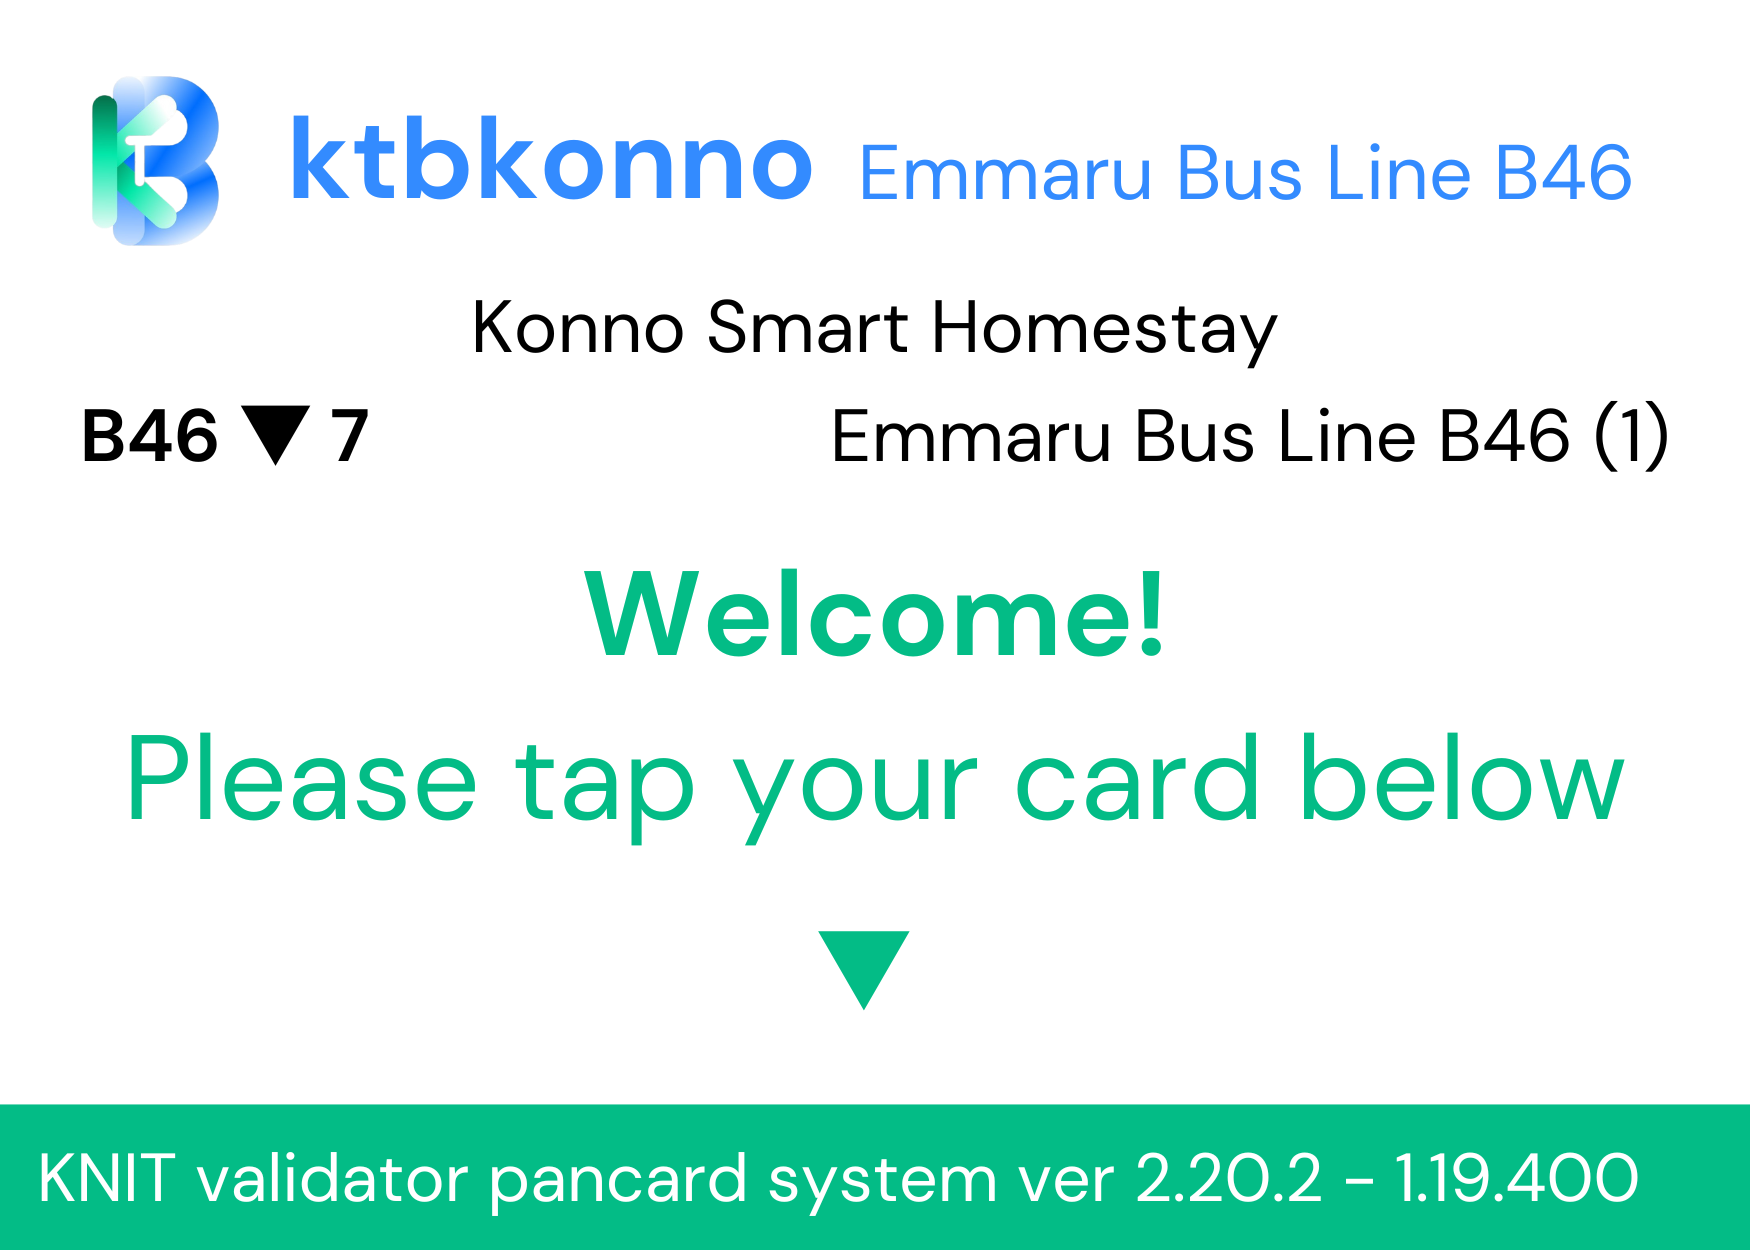 ktbkonno Emmaru Bus Line B46
Konno Smart Homestay
B46 ▼ 7 Emmaru Bus Line B46 (1)
Welcome!
Please tap your card below
▼
KNIT validator pancard system ver 2.20.2 - 1.19.400